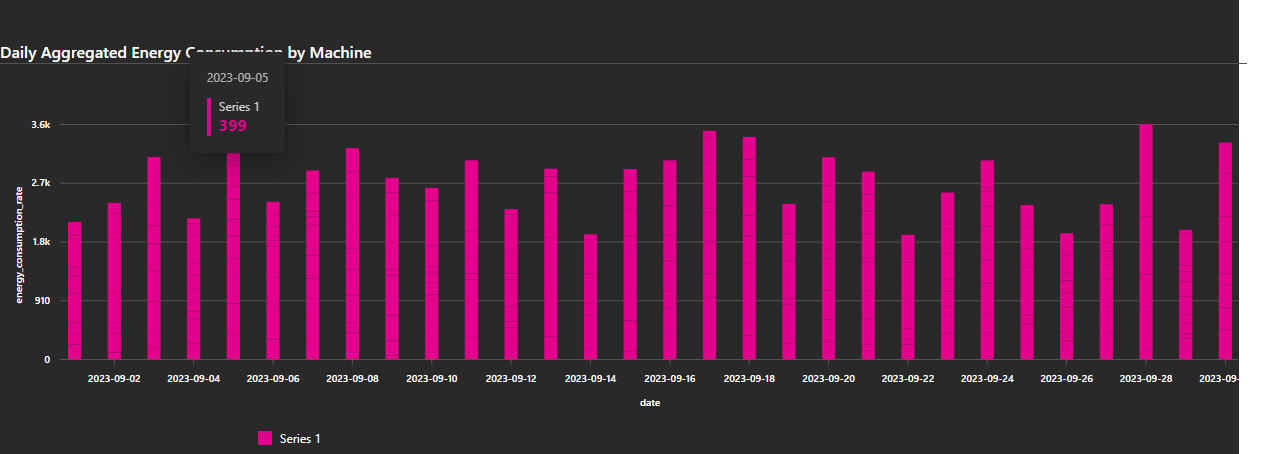 Daily Aggregated Energy Consumption by Machine
2023-09-05
Series 1
399
3.6k
2.7k
1.8k
910
0
energy_consumption_rate
2023-09-02 2023-09-04 2023-09-06 2023-09-08 2023-09-10 2023-09-12 2023-09-14 2023-09-16 2023-09-18 2023-09-20 2023-09-22 2023-09-24 2023-09-26 2023-09-28 2023-09-
date
Series 1